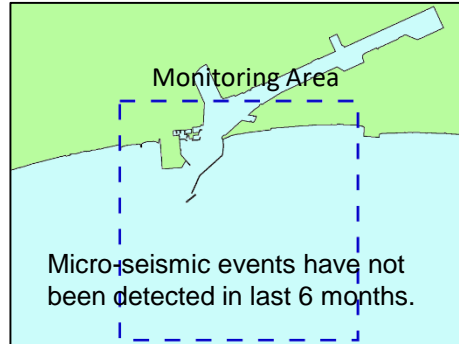 Monitoring Area
Micro-seismic events have not
been detected in last 6 months.